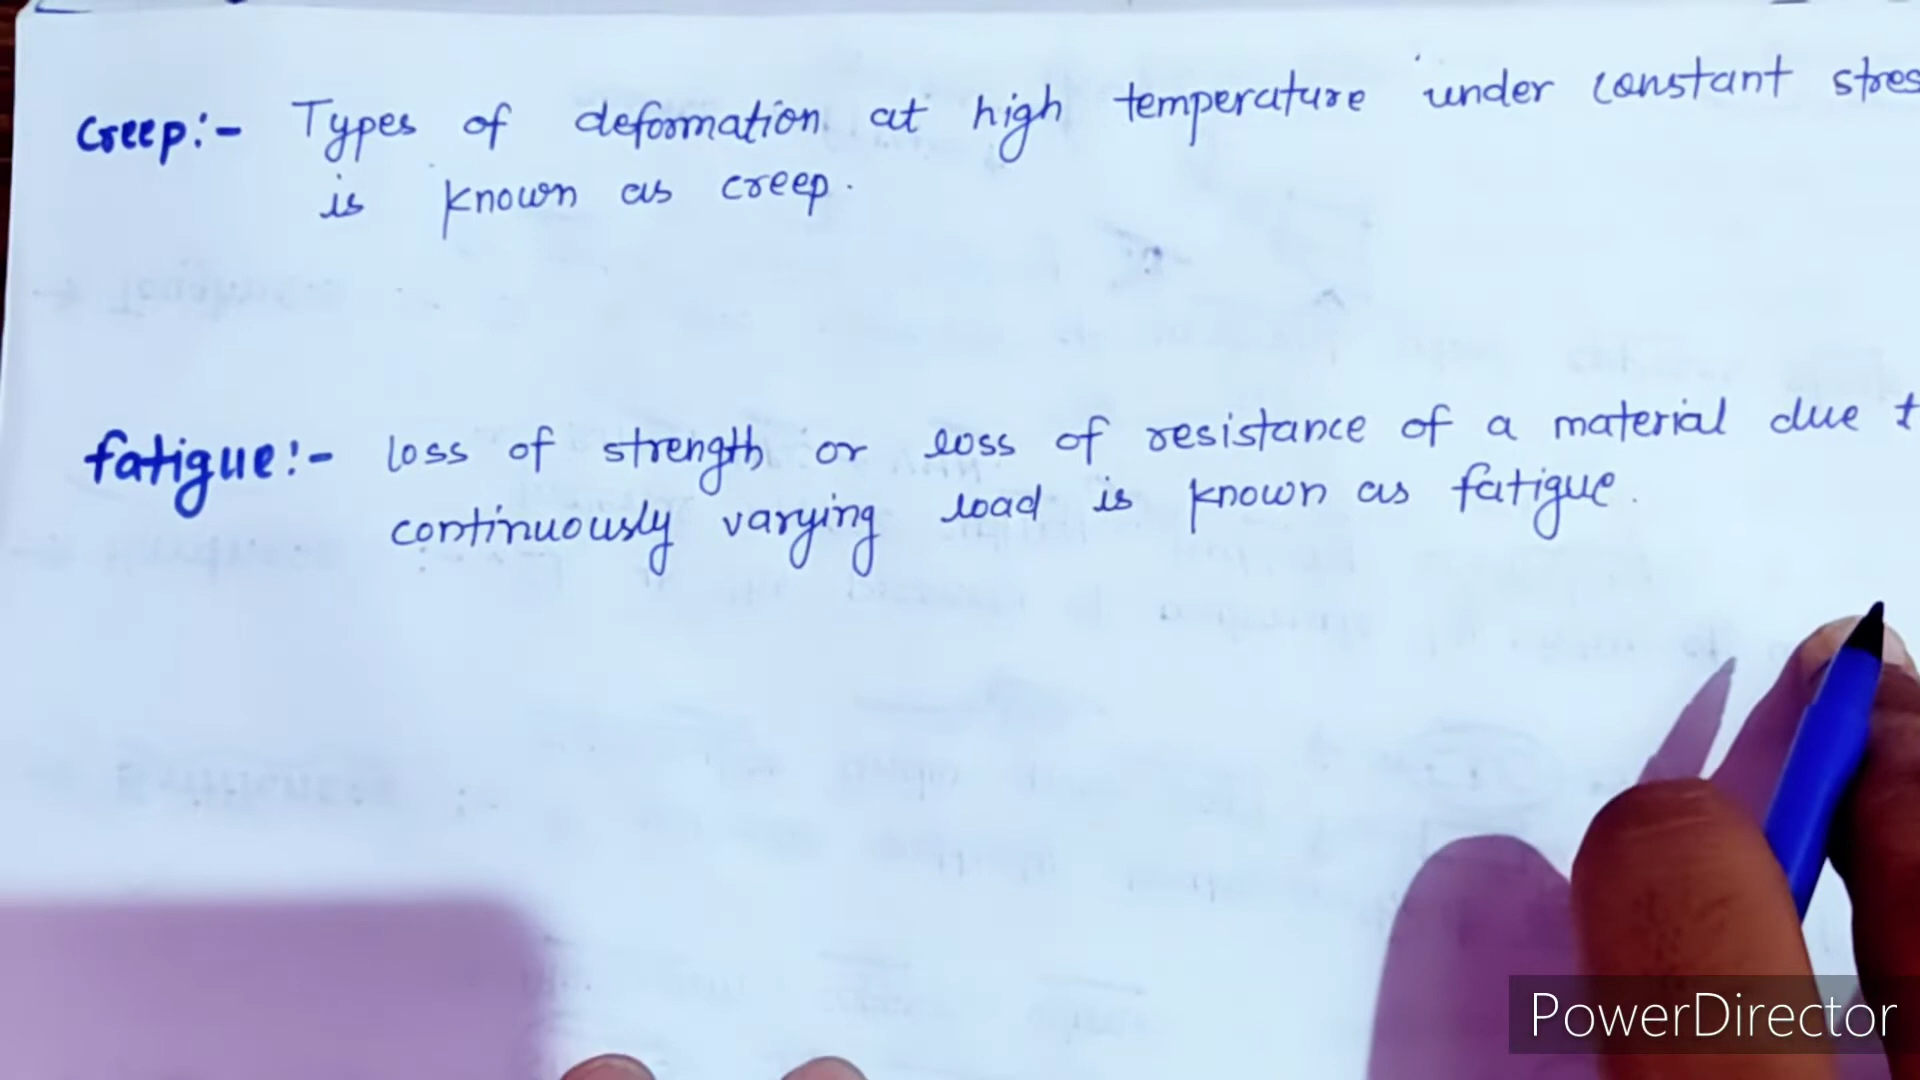 Creep:- Types of deformation at high temperature under constant stres
is known as creep.
fatigue:- loss of strength or loss of resistance of a material due t
continuously varying load is known as fatigue.
PowerDirector